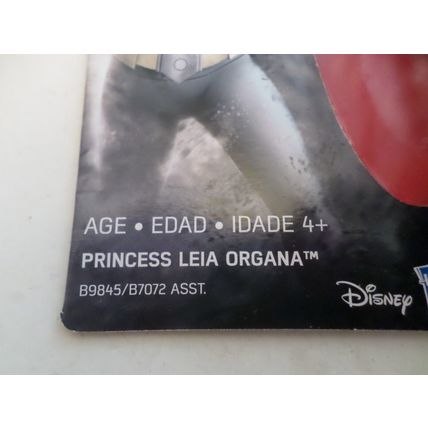 AGE • EDAD • IDADE 4+
PRINCESS LEIA ORGANA™
B9845/B7072 ASST.
Disney